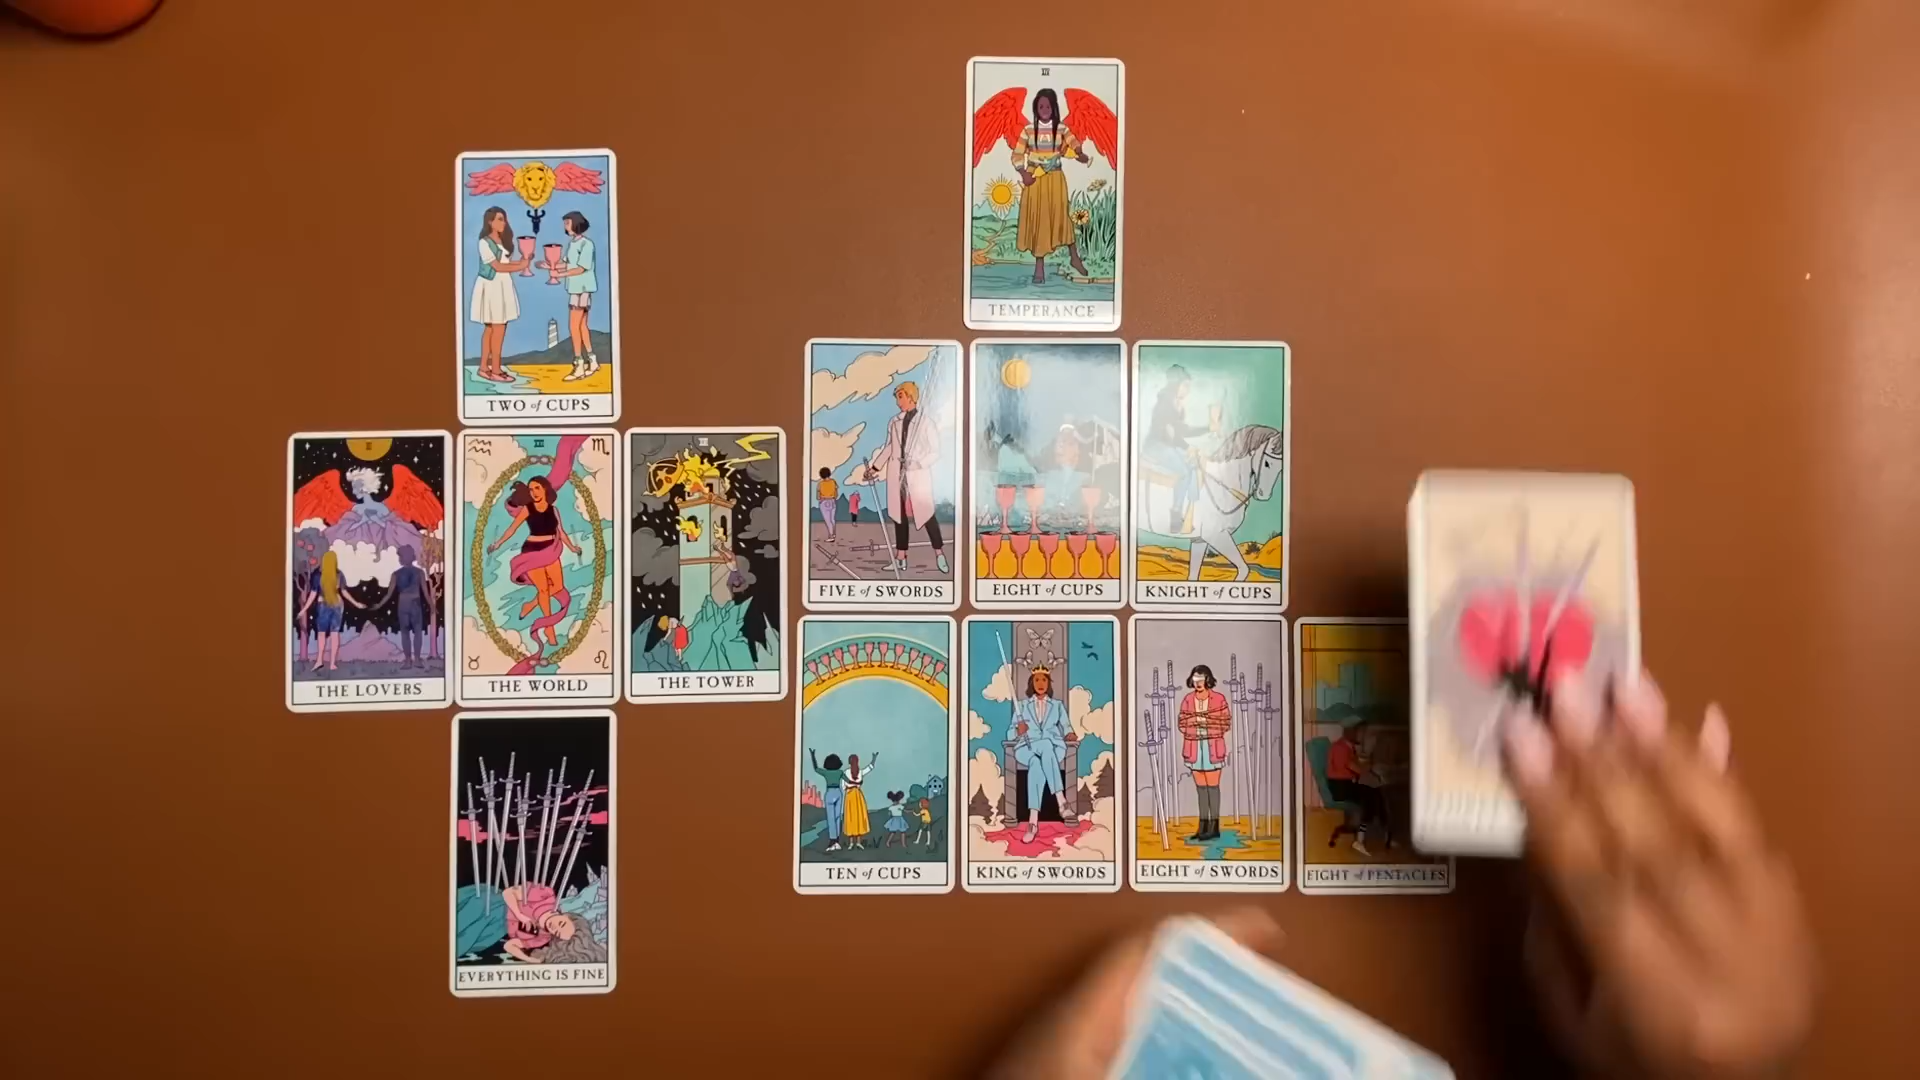 TEMPERANCE
TWO of CUPS
FIVE of SWORDS
EIGHT of CUPS
KNIGHT of CUPS
THE LOVERS
THE WORLD
THE TOWER
TEN of CUPS
KING of SWORDS
EIGHT of SWORDS
EIGHT of PENTACLES
EVERYTHING IS FINE